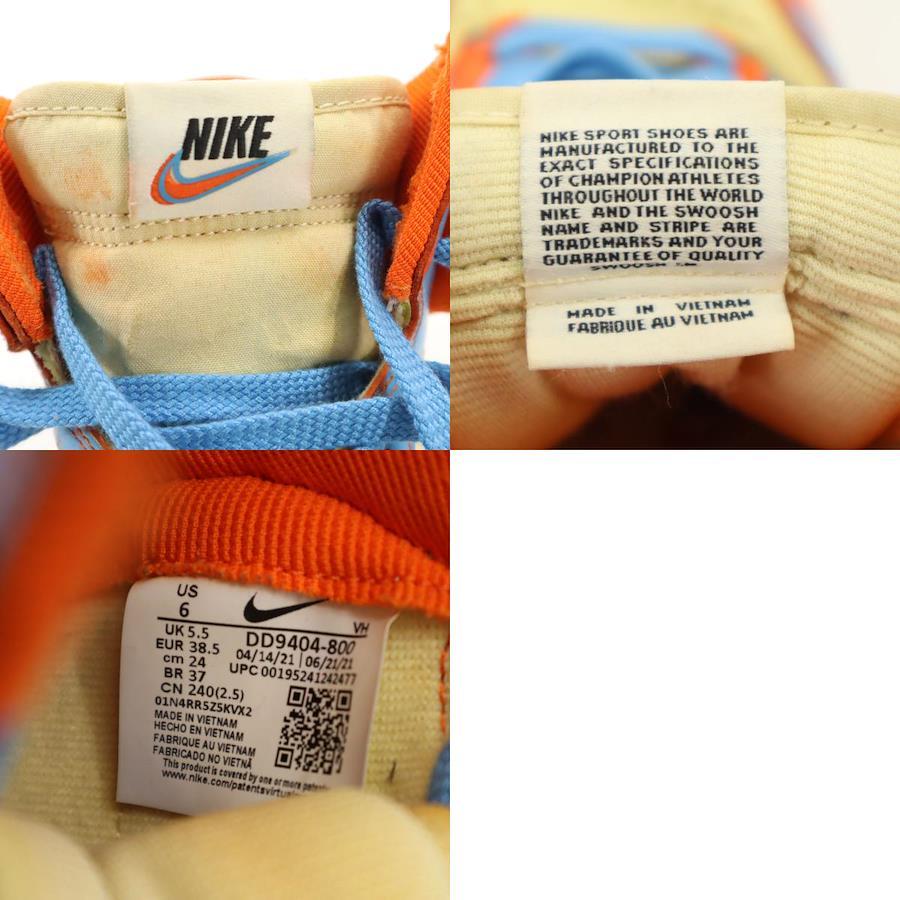 NIKE
NIKE SPORT SHOES ARE
MANUFACTURED TO THE
EXACT SPECIFICATIONS
OF CHAMPION ATHLETES
THROUGHOUT THE WORLD
NIKE AND THE SWOOSH
NAME AND STRIPE ARE
TRADEMARKS AND YOUR
GUARANTEE OF QUALITY
SWOOSH
MADE IN VIETNAM
FABRIQUE AU VIETNAM
US
6
VH
UK 5.5
EUR 38.5
cm 24
BR 37
CN 240(2.5)
DD9404-800
04/14/21 | 06/21/21
UPC 00195241242477
01N4RR5Z5KVX2
MADE IN VIETNAM
HECHO EN VIETNAM
FABRIQUE AU VIETNAM
FABRICADO NO VIETNÃ
This product is covered by one or more
www.nike.com/patents